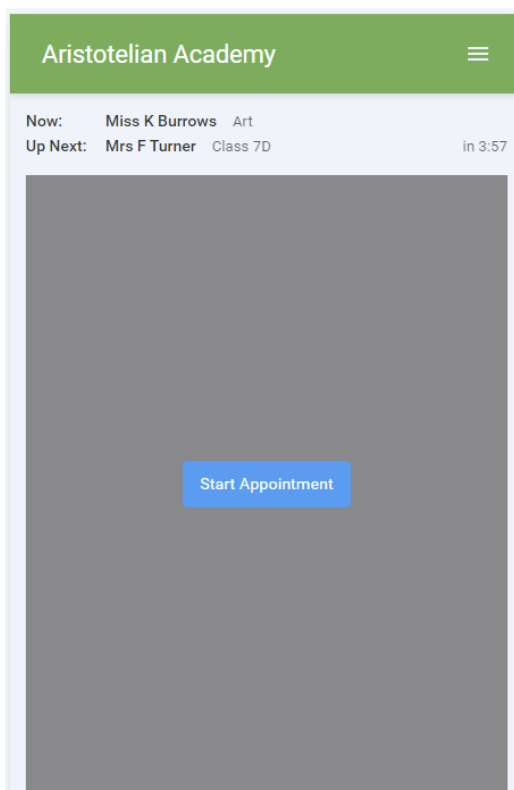 Aristotelian Academy
Now: Miss K Burrows Art
Up Next: Mrs F Turner Class 7D in 3:57
Start Appointment